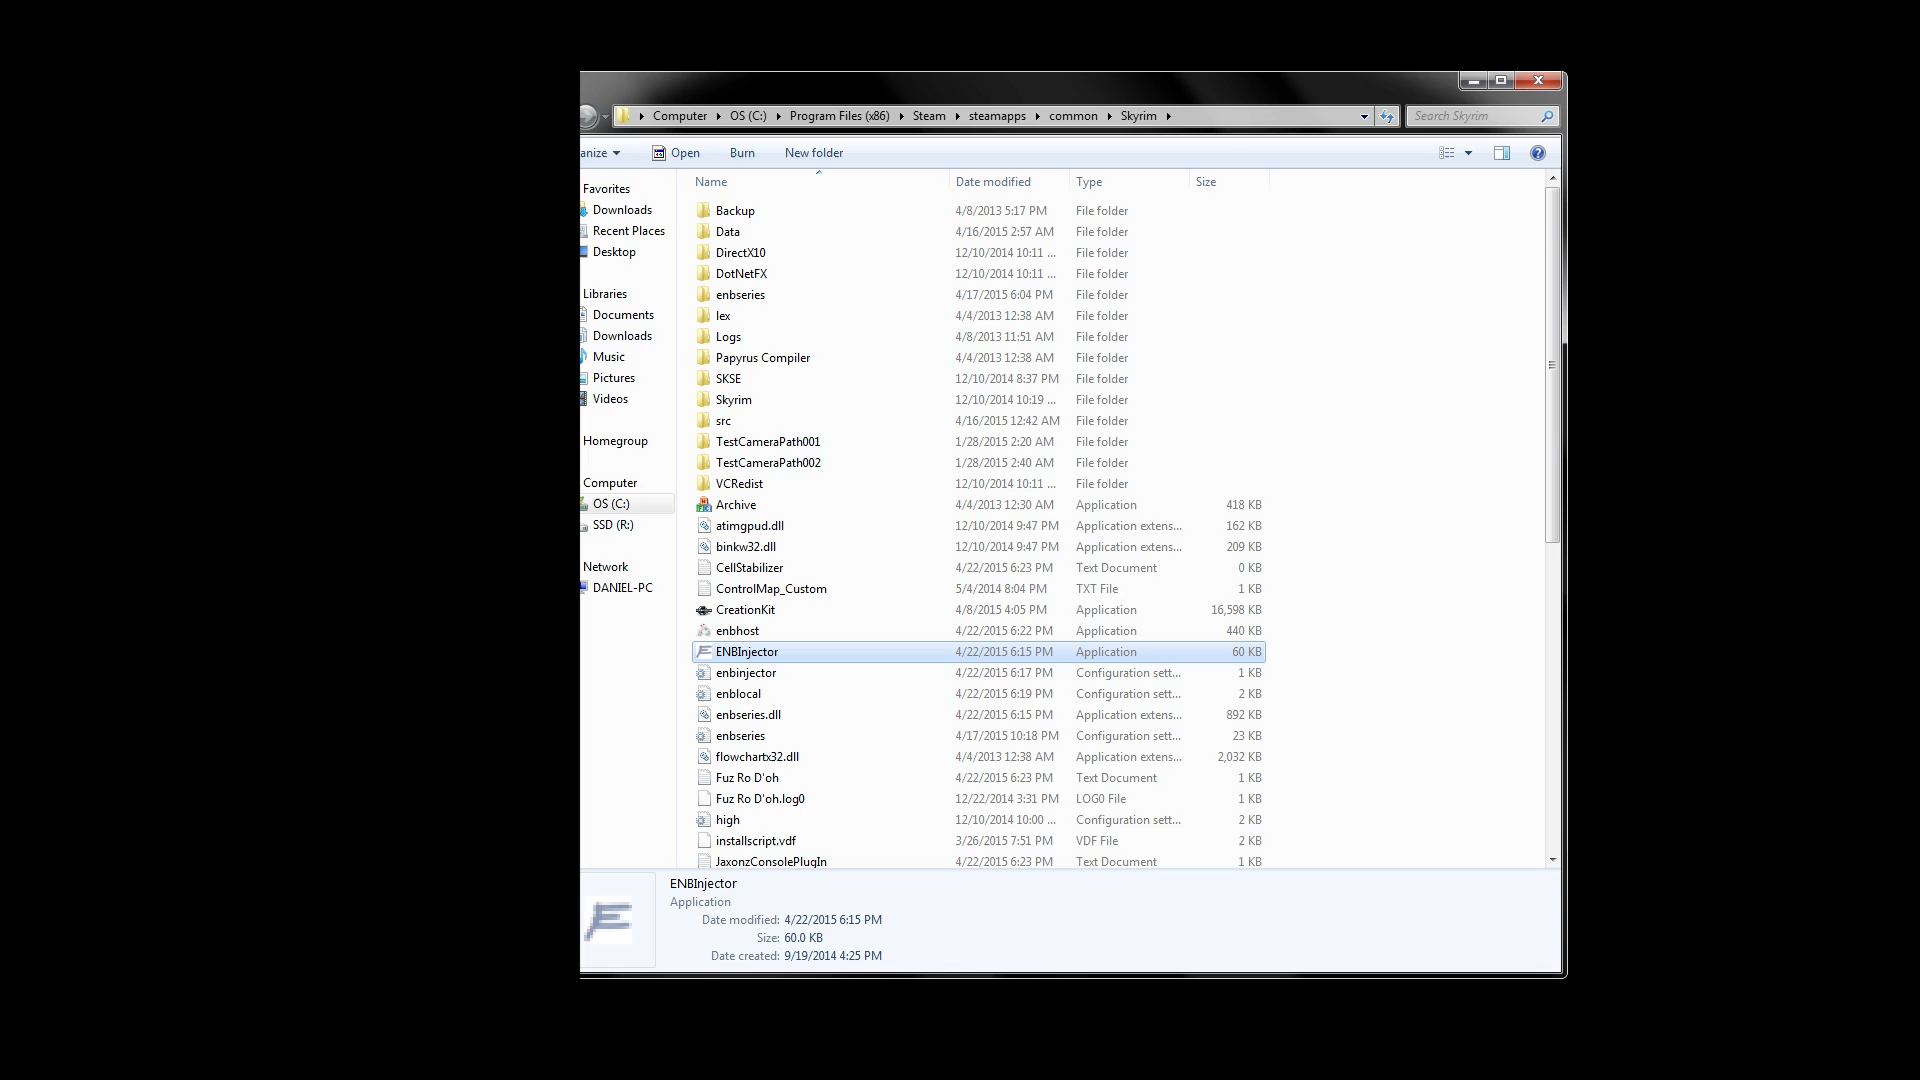 Computer OS (C:) Program Files (x86) Steam steamapps common Skyrim Search Skyrim
anize Open Burn New folder
Name Date modified Type Size
Favorites
Downloads
Recent Places
Desktop
Libraries
Documents
Downloads
Music
Pictures
Videos
Homegroup
Computer
OS (C:)
SSD (R:)
Network
DANIEL-PC
Backup 4/8/2013 5:17 PM File folder
Data 4/16/2015 2:57 AM File folder
DirectX10 12/10/2014 10:11 ... File folder
DotNetFX 12/10/2014 10:11 ... File folder
enbseries 4/17/2015 6:04 PM File folder
lex 4/4/2013 12:38 AM File folder
Logs 4/8/2013 11:51 AM File folder
Papyrus Compiler 4/4/2013 12:38 AM File folder
SKSE 12/10/2014 8:37 PM File folder
Skyrim 12/10/2014 10:19 ... File folder
src 4/16/2015 12:42 AM File folder
TestCameraPath001 1/28/2015 2:20 AM File folder
TestCameraPath002 1/28/2015 2:40 AM File folder
VCRedist 12/10/2014 10:11 ... File folder
Archive 4/4/2013 12:30 AM Application 418 KB
atimgpud.dll 12/10/2014 9:47 PM Application extens... 162 KB
binkw32.dll 12/10/2014 9:47 PM Application extens... 209 KB
CellStabilizer 4/22/2015 6:23 PM Text Document 0 KB
ControlMap_Custom 5/4/2014 8:04 PM TXT File 1 KB
CreationKit 4/8/2015 4:05 PM Application 16,598 KB
enbhost 4/22/2015 6:22 PM Application 440 KB
ENBInjector 4/22/2015 6:15 PM Application 60 KB
enbinjector 4/22/2015 6:17 PM Configuration sett... 1 KB
enblocal 4/22/2015 6:19 PM Configuration sett... 2 KB
enbseries.dll 4/22/2015 6:15 PM Application extens... 892 KB
enbseries 4/17/2015 10:18 PM Configuration sett... 23 KB
flowchartx32.dll 4/4/2013 12:38 AM Application extens... 2,032 KB
Fuz Ro D'oh 4/22/2015 6:23 PM Text Document 1 KB
Fuz Ro D'oh.log0 12/22/2014 3:31 PM LOG0 File 1 KB
high 12/10/2014 10:00 ... Configuration sett... 2 KB
installscript.vdf 3/26/2015 7:51 PM VDF File 2 KB
JaxonzConsolePlugIn 4/22/2015 6:23 PM Text Document 1 KB
ENBInjector
Application
Date modified: 4/22/2015 6:15 PM
Size: 60.0 KB
Date created: 9/19/2014 4:25 PM